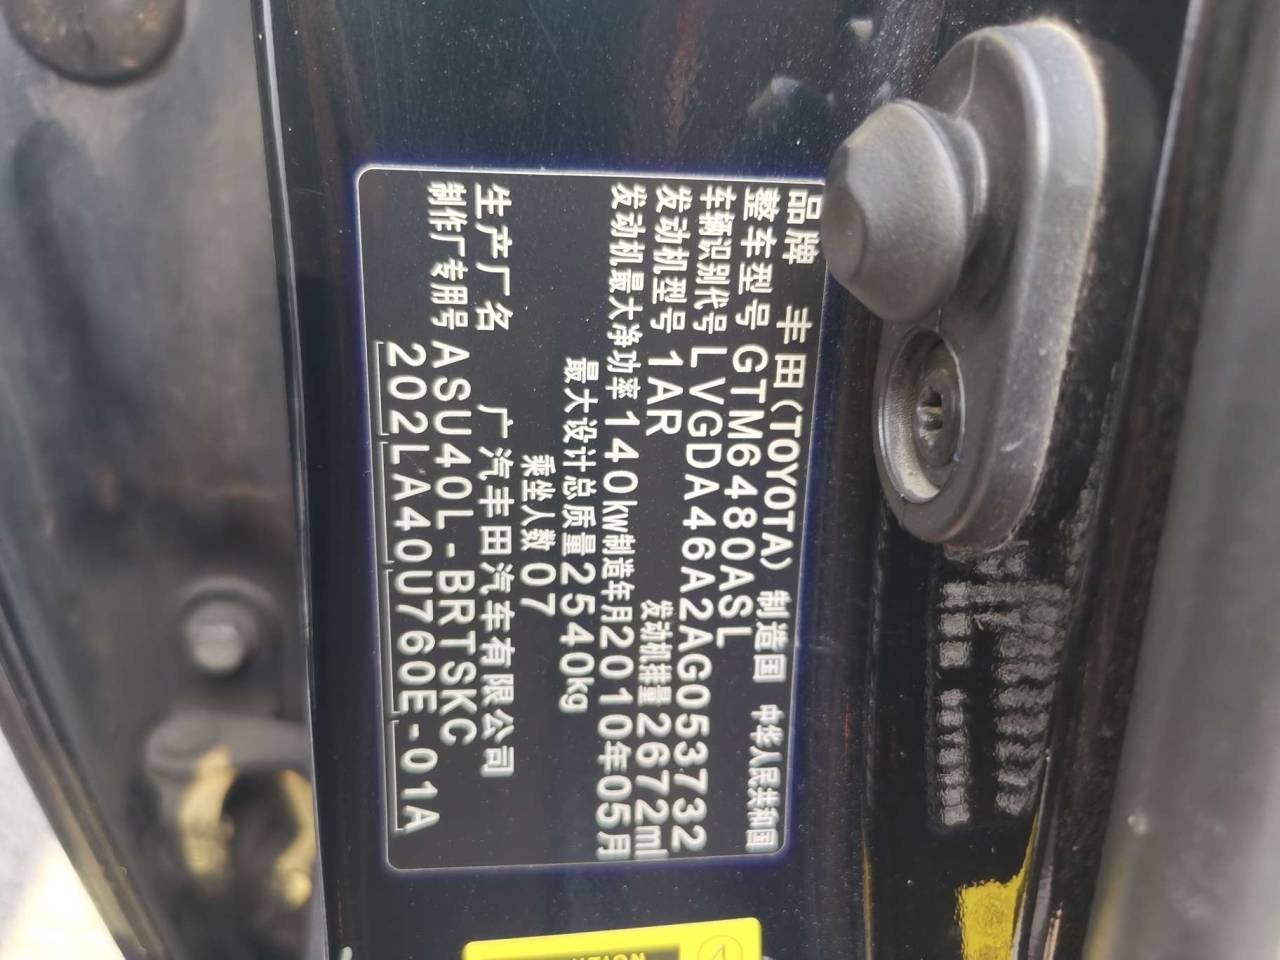 品牌 丰田(TOYOTA) 制造国 中华人民共和国
整车型号 GTM6480ASL
车辆识别代号 LVGDA46A2AG053732
发动机型号 1AR 发动机排量 2672ml
发动机最大净功率 140kw 制造年月 2010年05月
最大设计总质量 2540kg
乘坐人数 07
生产厂名 广汽丰田汽车有限公司
制作厂专用号 ASU40L-BRTSKC
202LA40U760E-01A